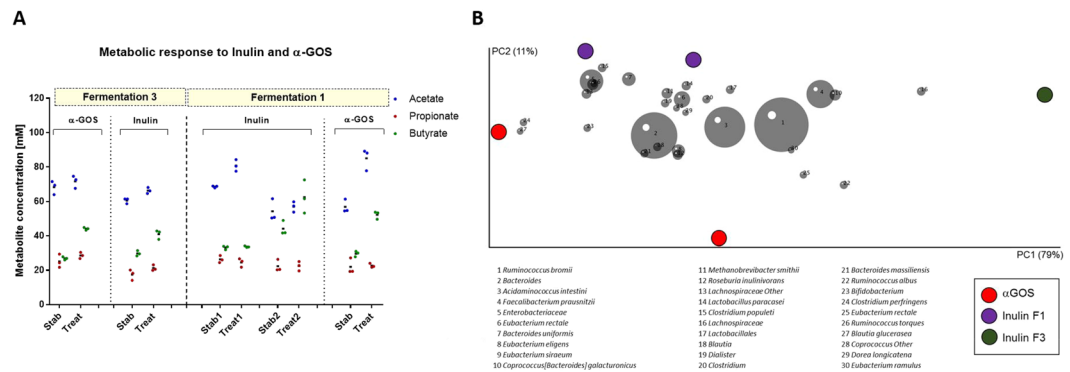 A
Metabolic response to Inulin and α-GOS
Fermentation 3
Fermentation 1
α-GOS
Inulin
Inulin
α-GOS
Acetate
Propionate
Butyrate
Metabolite concentration [mM]
120
100
80
60
40
20
0
Stab
Treat
Stab
Treat
Stab1
Treat1
Stab2
Treat2
Stab
Treat
B
PC2 (11%)
PC1 (79%)
1 Ruminococcus bromii
2 Bacteroides
3 Acidaminococcus intestini
4 Faecalibacterium prausnitzii
5 Enterobacteriaceae
6 Eubacterium rectale
7 Bacteroides uniformis
8 Eubacterium eligens
9 Eubacterium siraeum
10 Coprococcus[Bacteroides] galacturonicus
11 Methanobrevibacter smithii
12 Roseburia inulinivorans
13 Lachnospiraceae Other
14 Lactobacillus paracasei
15 Clostridium populeti
16 Lachnospiraceae
17 Lactobacillales
18 Blautia
19 Dialister
20 Clostridium
21 Bacteroides massiliensis
22 Ruminococcus albus
23 Bifidobacterium
24 Clostridium perfringens
25 Eubacterium rectale
26 Ruminococcus torques
27 Blautia glucerasea
28 Coprococcus Other
29 Dorea longicatena
30 Eubacterium ramulus
αGOS
Inulin F1
Inulin F3